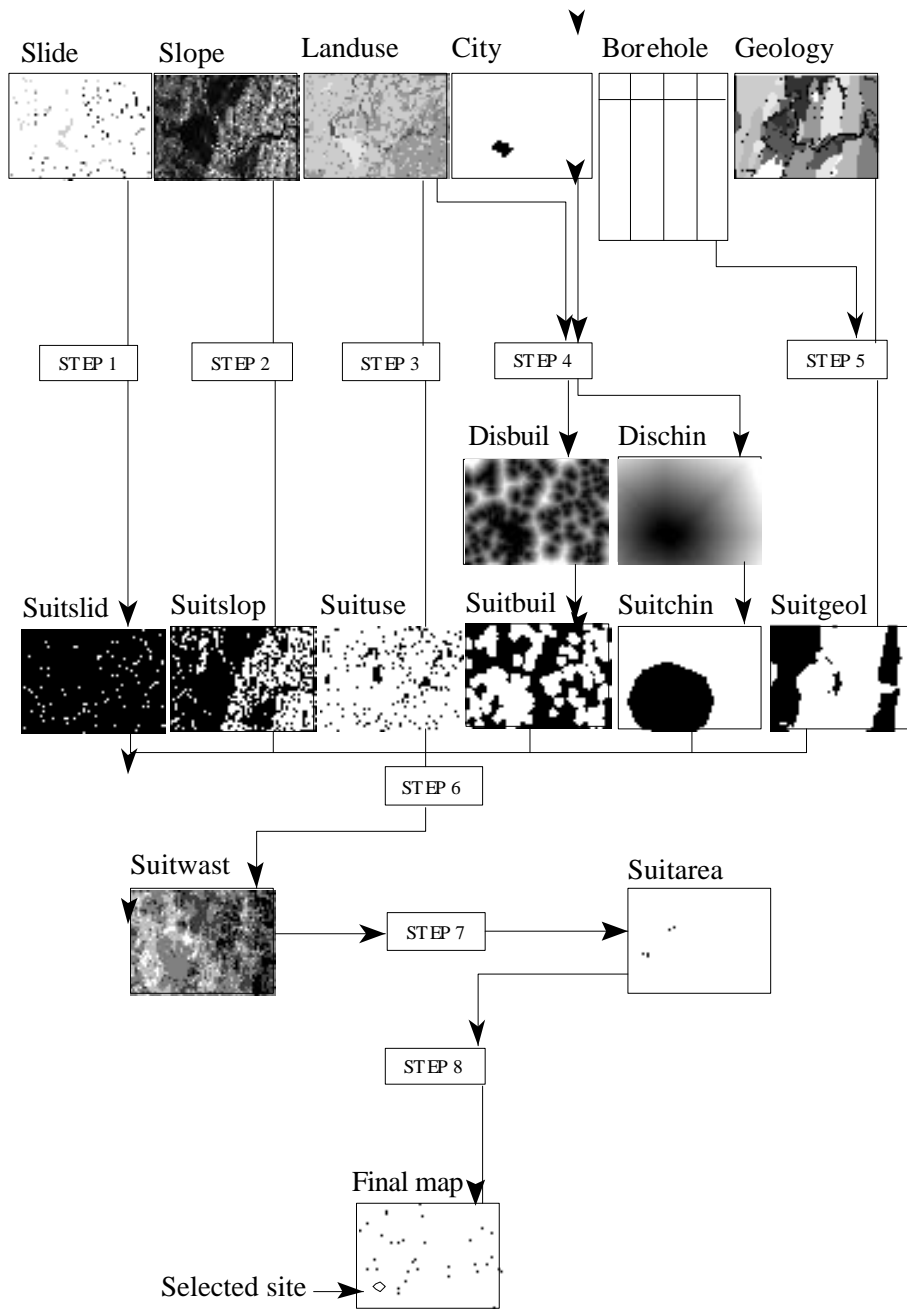 Slide
Slope
Landuse
City
Borehole
Geology
STEP 1
STEP 2
STEP 3
STEP 4
STEP 5
Disbuil
Dischin
Suitslid
Suitslop
Suituse
Suitbuil
Suitchin
Suitgeol
STEP 6
Suitwast
Suitarea
STEP 7
STEP 8
Final map
Selected site